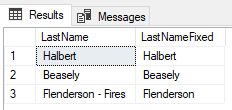 Results Messages
LastName LastNameFixed
1 Halbert Halbert
2 Beasely Beasely
3 Flenderson - Fires Flenderson